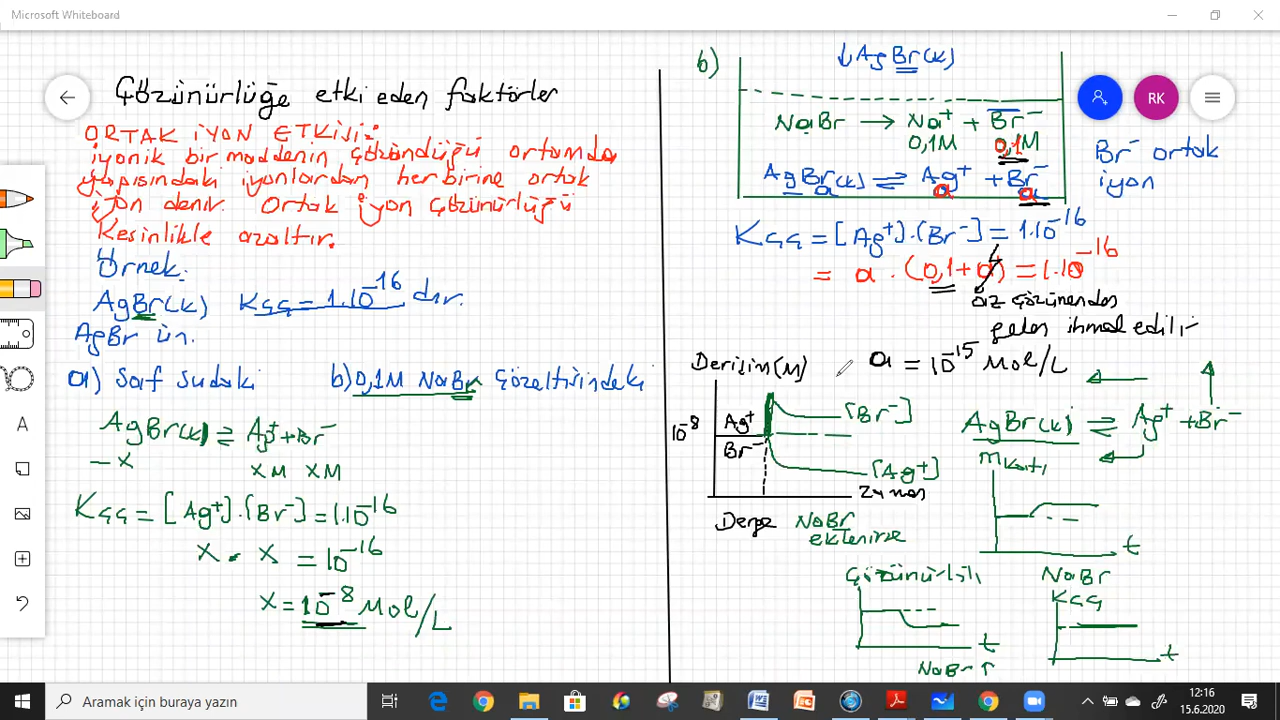 Microsoft Whiteboard
Çözünürlüğe etki eden faktörler
ORTAK İYON ETKİSİ:
iyonik bir maddenin çözündüğü ortamda
yapısındaki iyonlardan her birine ortak
iyon denir. Ortak iyon çözünürlüğü
Kesinlikle azaltır.
Örnek:
AgBr(k) Kçç = 1.10⁻¹⁶ dır.
AgBr ün.
a) Saf Sudaki b) 0,1M NaBr Çözeltisindeki
AgBr(k) ⇌ Ag⁺ + Br⁻
-x xM xM
Kçç = [Ag⁺].[Br⁻] = 1.10⁻¹⁶
x . x = 10⁻¹⁶
x = 10⁻⁸ Mol/L
b) ↓AgBr(k)
NaBr → Na⁺ + Br⁻
0,1M 0,1M
AgBr(k) ⇌ Ag⁺ + Br⁻
a a a
Br⁻ ortak
iyon
RK
Kçç = [Ag⁺].[Br⁻] = 1.10⁻¹⁶
= a . (0,1 + a) = 1.10⁻¹⁶
öz çözünenden
gelen ihmal edilir
a = 10⁻¹⁵ Mol/L
Derişim(M)
10⁻⁸ Ag⁺ [Br⁻]
Br⁻ [Ag⁺]
Zaman
Denge NaBr
eklenirse
AgBr(k) ⇌ Ag⁺ + Br⁻
mkatı
t
NaBr
Çözünürlük
t
NaBr ↑
Kçç
t
Aramak için buraya yazın
12:16
15.6.2020